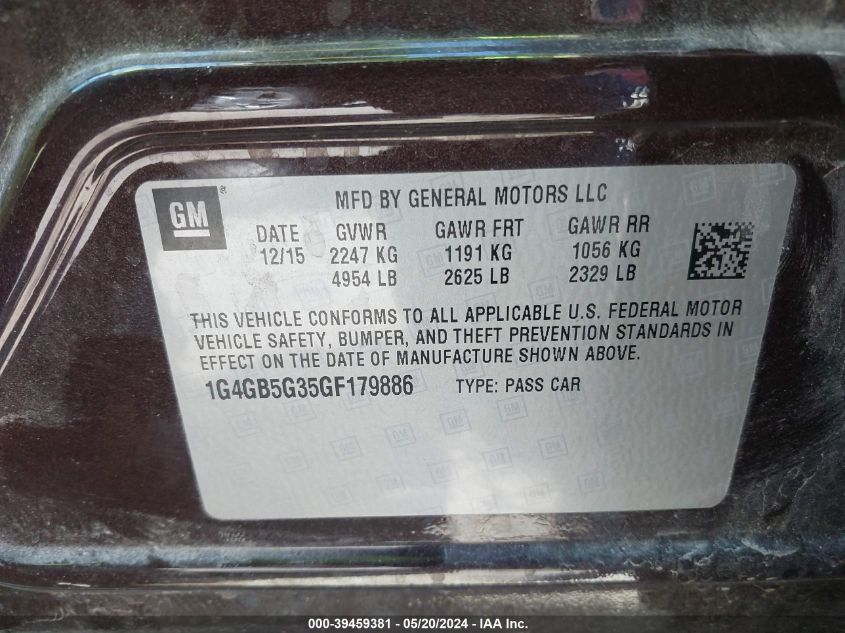 GM
MFD BY GENERAL MOTORS LLC
DATE GVWR GAWR FRT GAWR RR
12/15 2247 KG 1191 KG 1056 KG
4954 LB 2625 LB 2329 LB
THIS VEHICLE CONFORMS TO ALL APPLICABLE U.S. FEDERAL MOTOR
VEHICLE SAFETY, BUMPER, AND THEFT PREVENTION STANDARDS IN
EFFECT ON THE DATE OF MANUFACTURE SHOWN ABOVE.
1G4GB5G35GF179886 TYPE: PASS CAR
000-39459381 - 05/20/2024 - IAA Inc.